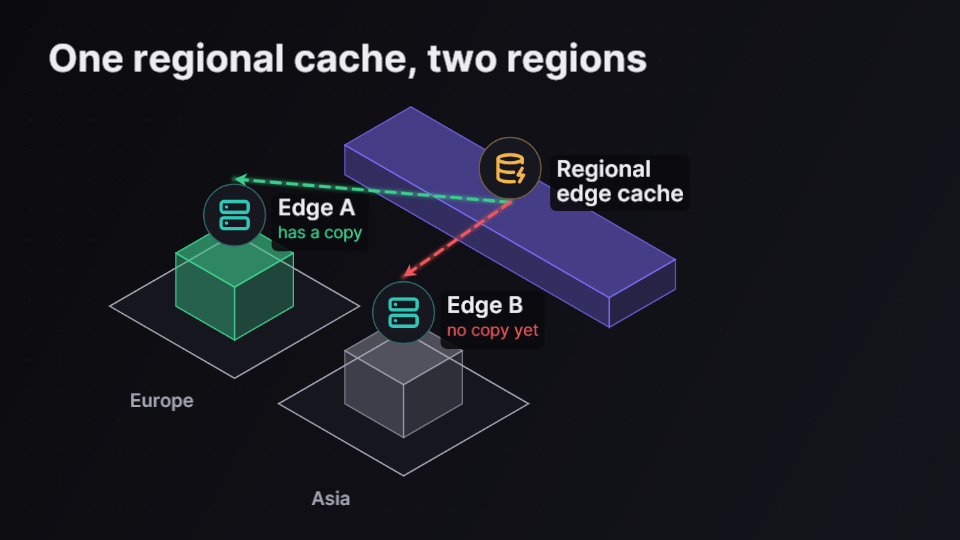 One regional cache, two regions
Regional
edge cache
Edge A
has a copy
Edge B
no copy yet
Europe
Asia